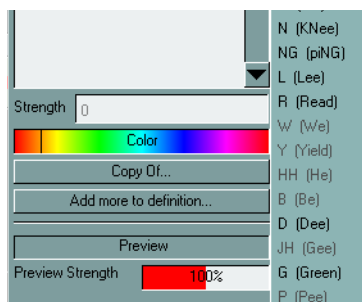 N (KNee)
NG (piNG)
L (Lee)
R (Read)
W (We)
Y (Yield)
HH (He)
B (Be)
D (Dee)
JH (Gee)
G (Green)
P (Pee)
Strength 0
Color
Copy Of...
Add more to definition...
Preview
Preview Strength 100%